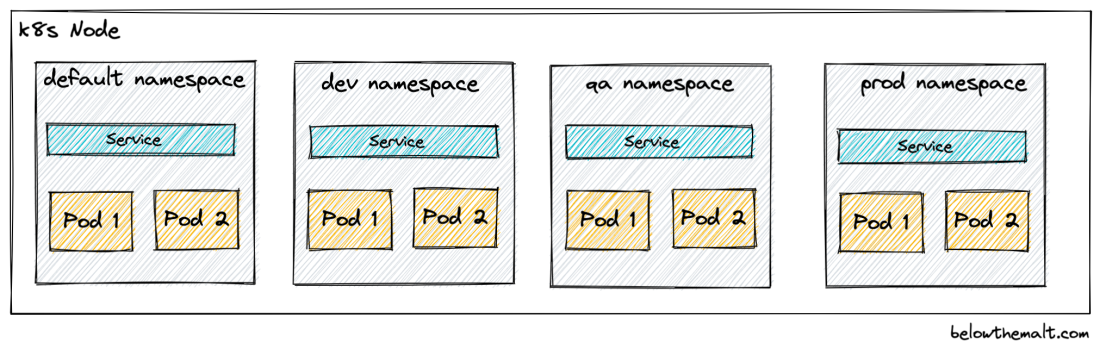 k8s Node
default namespace
dev namespace
qa namespace
prod namespace
Service
Service
Service
Service
Pod 1
Pod 2
Pod 1
Pod 2
Pod 1
Pod 2
Pod 1
Pod 2
belowthemalt.com